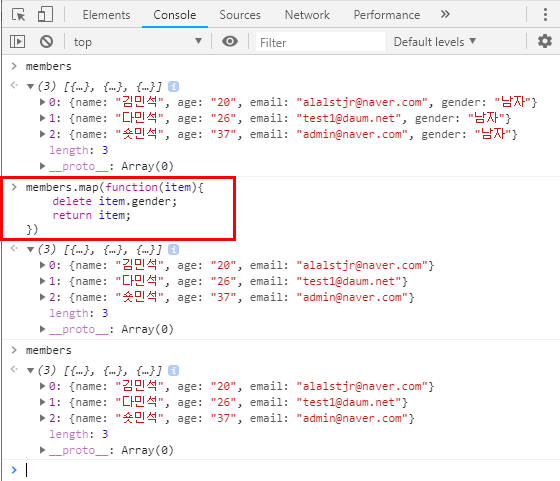 Elements Console Sources Network Performance »
top Filter Default levels
members
(3) [{…}, {…}, {…}] i
0: {name: "김민석", age: "20", email: "alalstjr@naver.com", gender: "남자"}
1: {name: "다민석", age: "26", email: "test1@daum.net", gender: "남자"}
2: {name: "숏민석", age: "37", email: "admin@naver.com", gender: "남자"}
length: 3
__proto__: Array(0)
members.map(function(item){
delete item.gender;
return item;
})
(3) [{…}, {…}, {…}] i
0: {name: "김민석", age: "20", email: "alalstjr@naver.com"}
1: {name: "다민석", age: "26", email: "test1@daum.net"}
2: {name: "숏민석", age: "37", email: "admin@naver.com"}
length: 3
__proto__: Array(0)
members
(3) [{…}, {…}, {…}] i
0: {name: "김민석", age: "20", email: "alalstjr@naver.com"}
1: {name: "다민석", age: "26", email: "test1@daum.net"}
2: {name: "숏민석", age: "37", email: "admin@naver.com"}
length: 3
__proto__: Array(0)